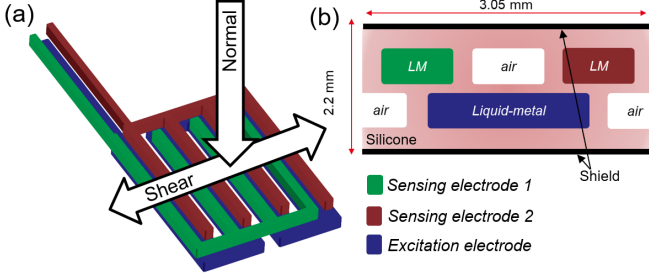 (a)
Normal
Shear
(b)
3.05 mm
2.2 mm
LM
air
LM
air
Liquid-metal
air
Silicone
Shield
Sensing electrode 1
Sensing electrode 2
Excitation electrode